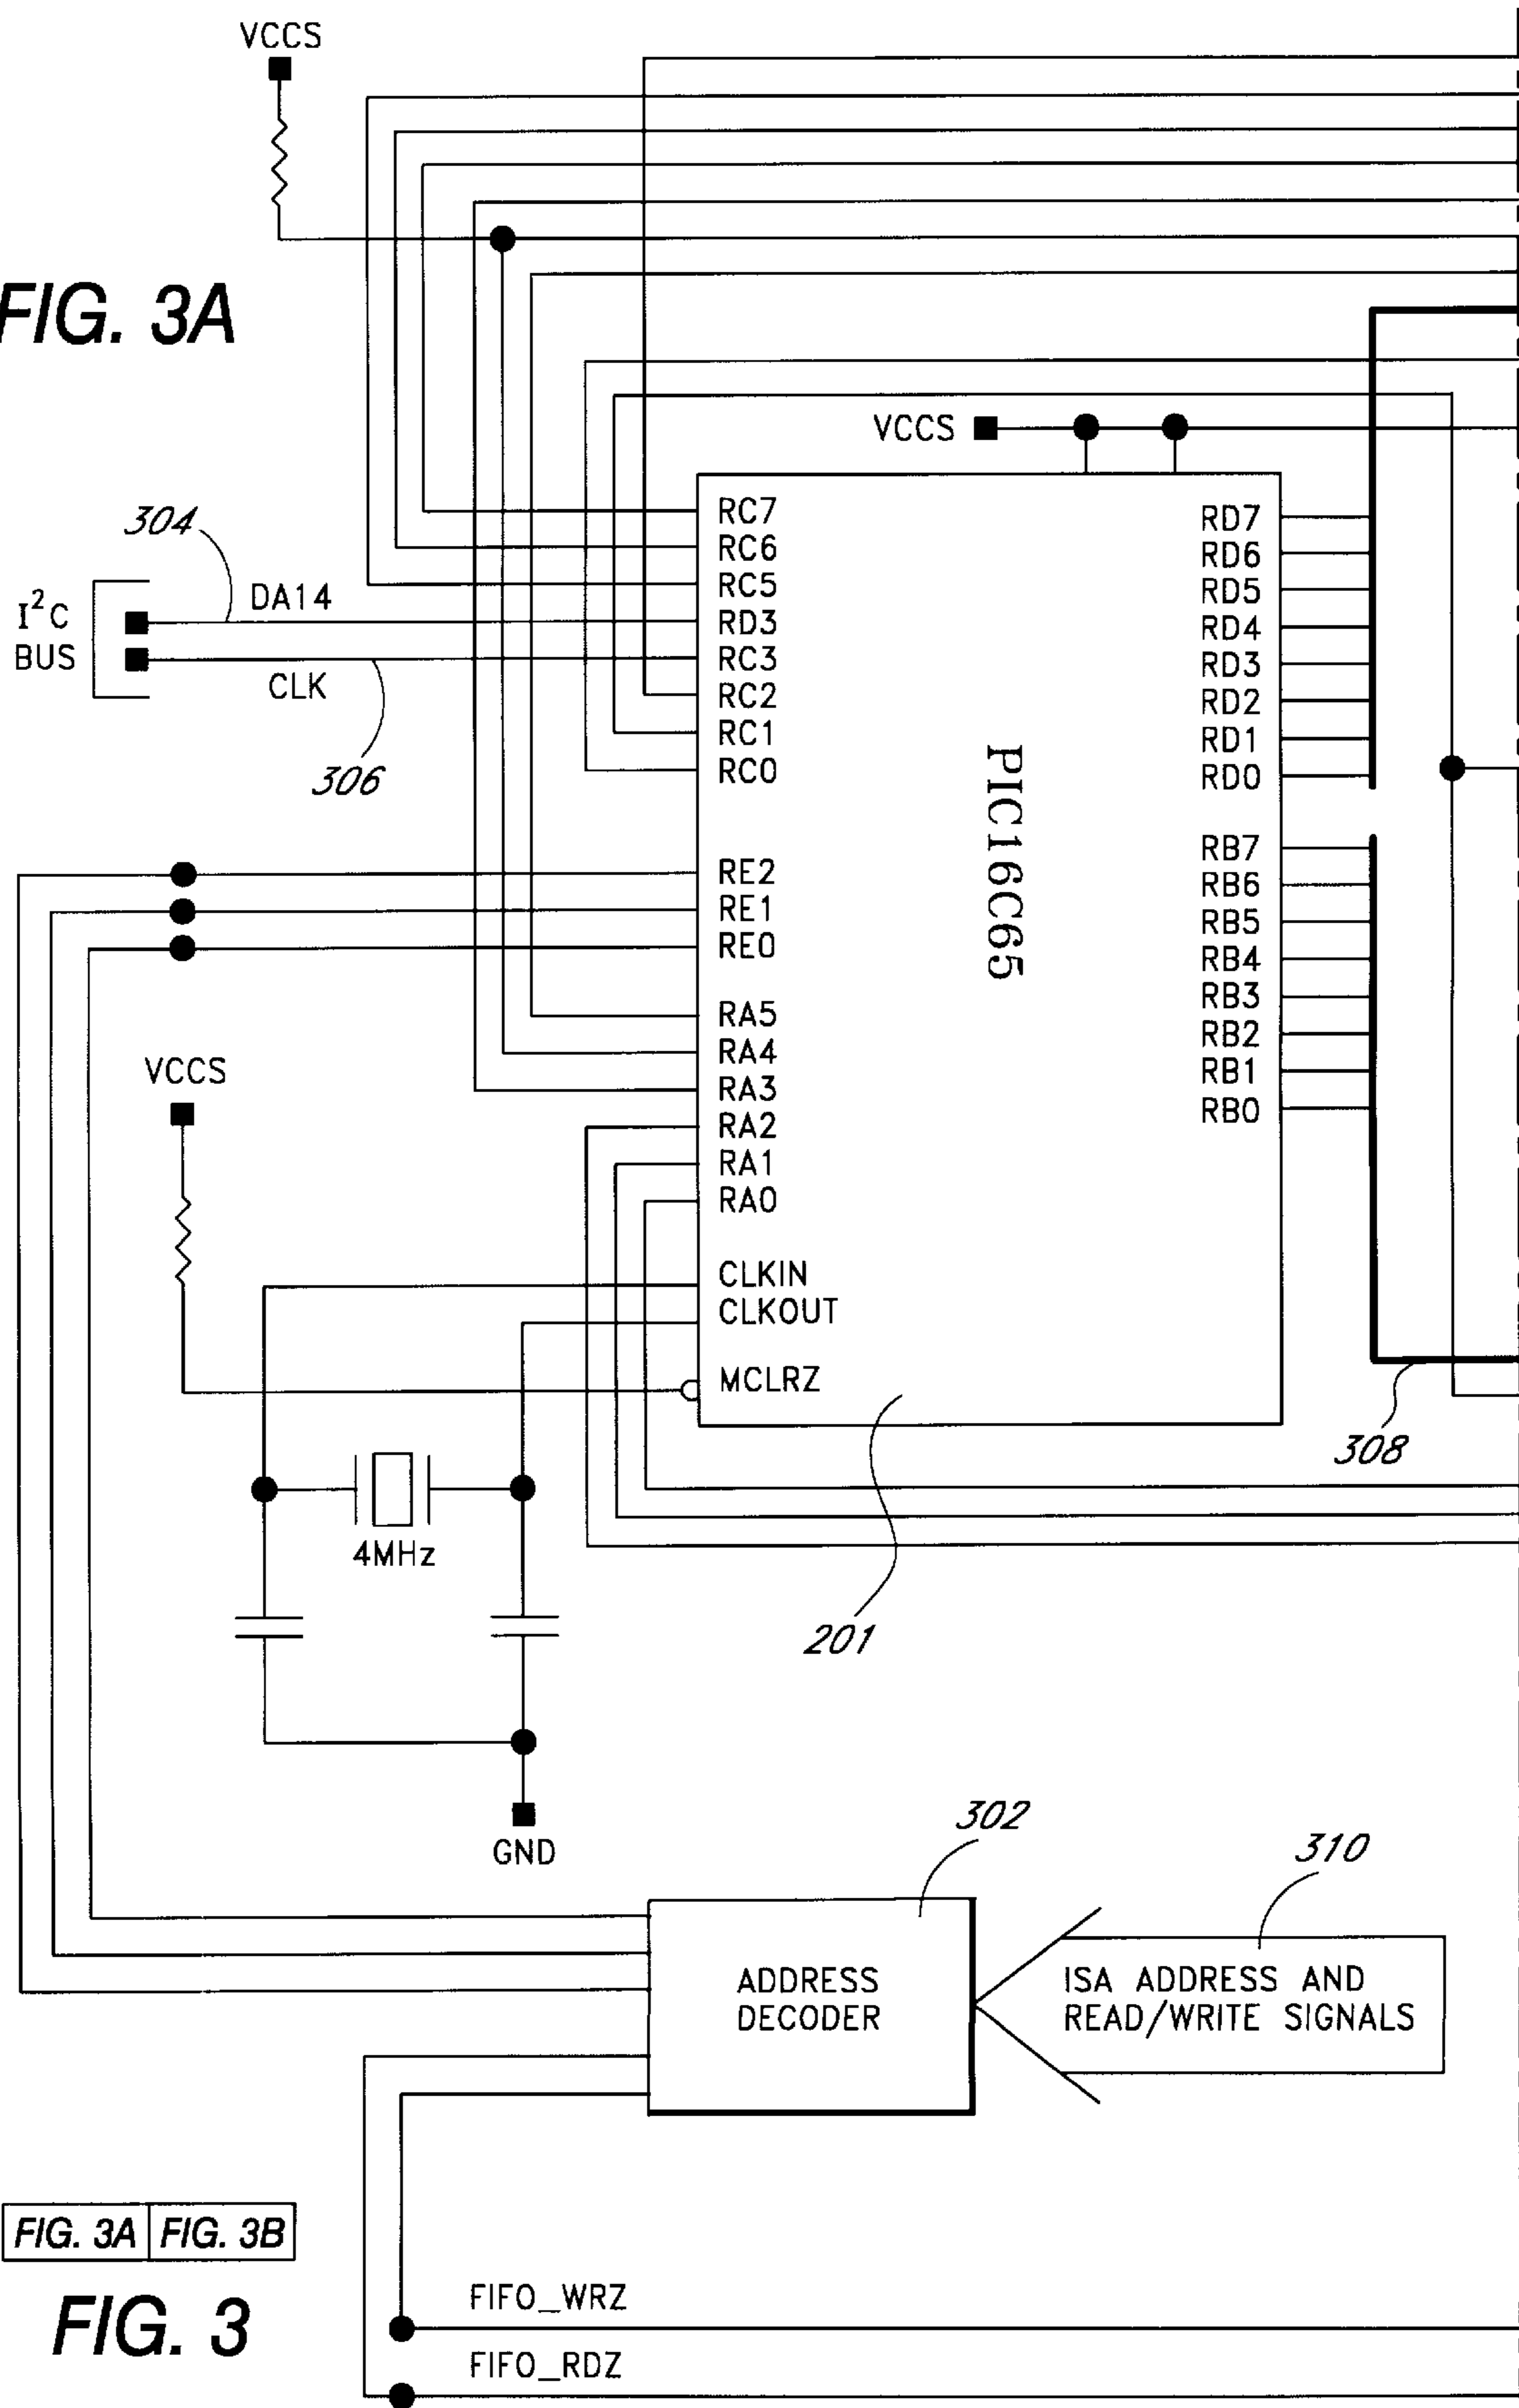 VCCS
FIG. 3A
VCCS
304
I²C
BUS
DA14
CLK
306
RC7
RC6
RC5
RD3
RC3
RC2
RC1
RC0
RE2
RE1
RE0
RA5
RA4
RA3
RA2
RA1
RA0
CLKIN
CLKOUT
MCLRZ
PIC16C65
RD7
RD6
RD5
RD4
RD3
RD2
RD1
RD0
RB7
RB6
RB5
RB4
RB3
RB2
RB1
RB0
VCCS
308
4MHz
201
GND
302
310
ADDRESS
DECODER
ISA ADDRESS AND
READ/WRITE SIGNALS
FIG. 3A FIG. 3B
FIG. 3
FIFO_WRZ
FIFO_RDZ